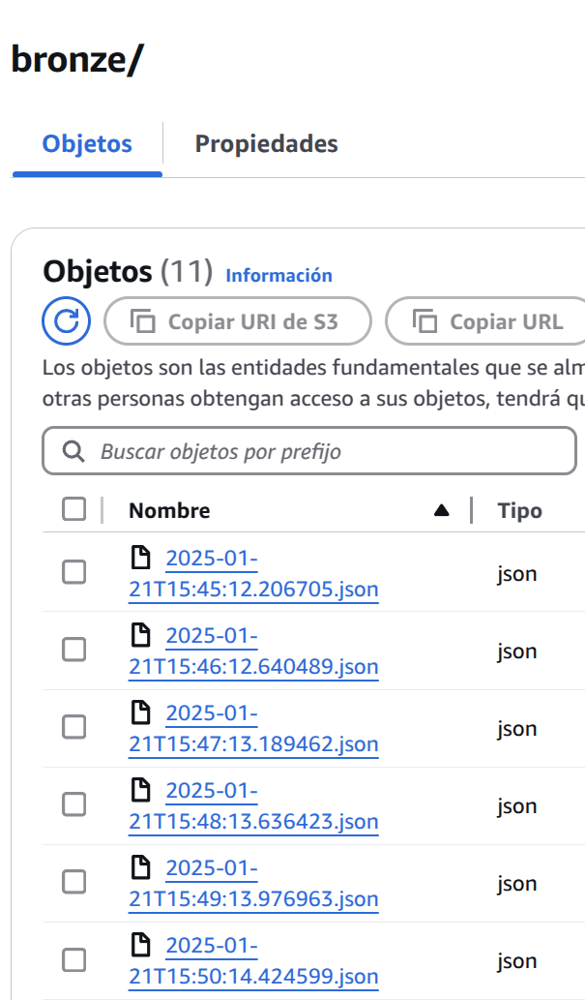 bronze/
Objetos
Propiedades
Objetos (11) Información
Copiar URI de S3
Copiar URL
Los objetos son las entidades fundamentales que se alm
otras personas obtengan acceso a sus objetos, tendrá qu
Buscar objetos por prefijo
Nombre
Tipo
2025-01-
21T15:45:12.206705.json
json
2025-01-
21T15:46:12.640489.json
json
2025-01-
21T15:47:13.189462.json
json
2025-01-
21T15:48:13.636423.json
json
2025-01-
21T15:49:13.976963.json
json
2025-01-
21T15:50:14.424599.json
json